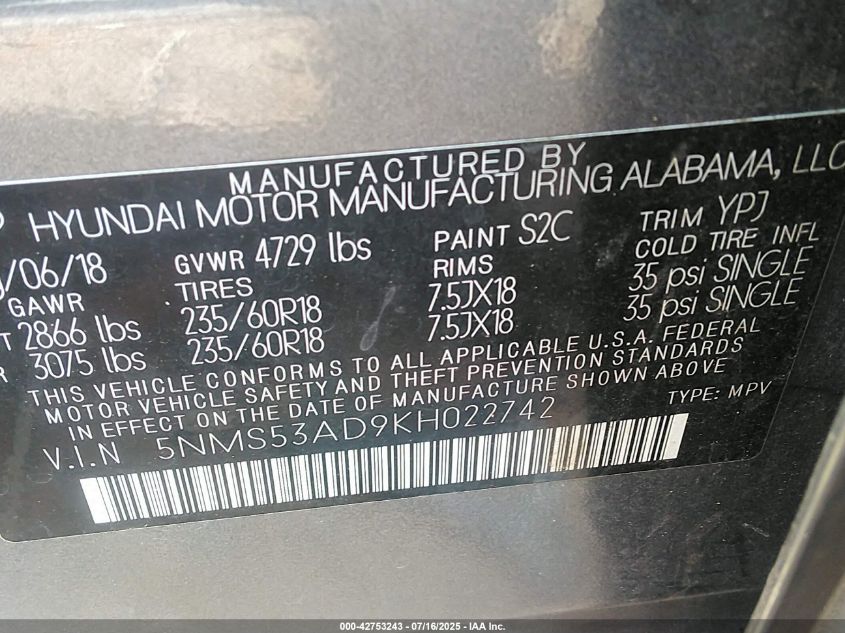 MANUFACTURED BY
HYUNDAI MOTOR MANUFACTURING ALABAMA, LLC
/06/18 GVWR 4729 lbs PAINT S2C TRIM YPJ
GAWR TIRES RIMS COLD TIRE INFL
T 2866 lbs 235/60R18 7.5JX18 35 psi SINGLE
R 3075 lbs 235/60R18 7.5JX18 35 psi SINGLE
THIS VEHICLE CONFORMS TO ALL APPLICABLE U.S.A. FEDERAL
MOTOR VEHICLE SAFETY AND THEFT PREVENTION STANDARDS
IN EFFECT ON THE DATE OF MANUFACTURE SHOWN ABOVE
V.I.N 5NMS53AD9KH022742 TYPE: MPV
000-42753243 - 07/16/2025 - IAA Inc.